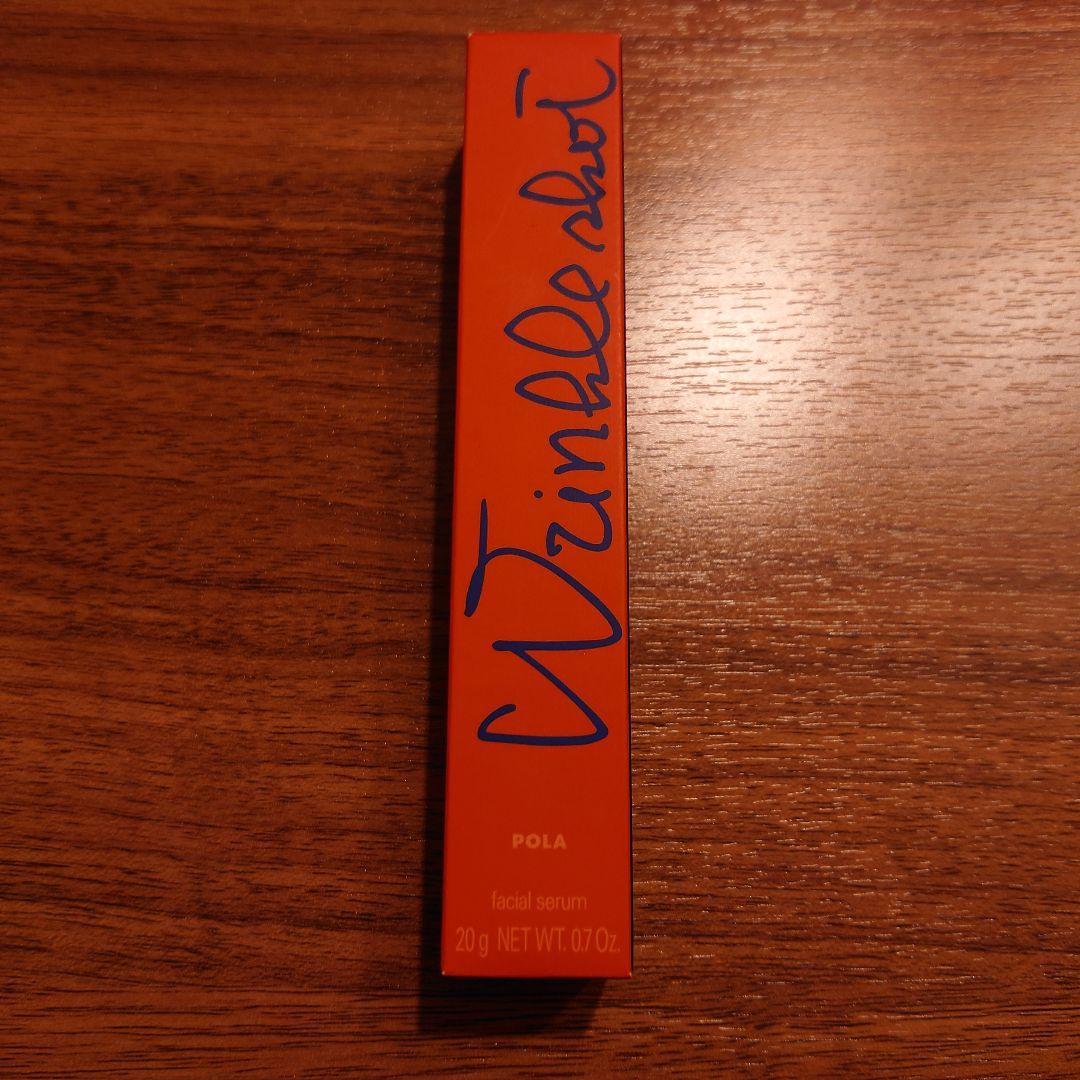 Wrinkle shot
POLA
facial serum
20 g NET WT. 0.7 Oz.